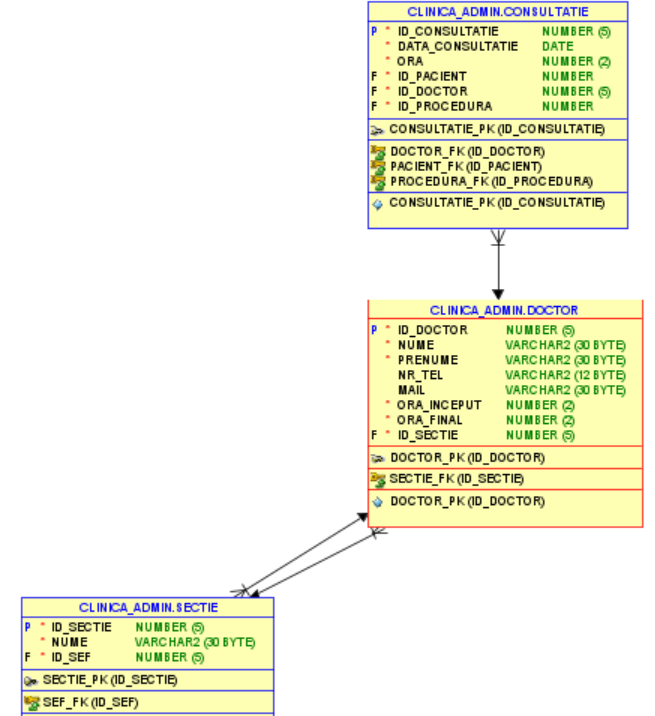 CLINICA_ADMIN.CONSULTATIE
P * ID_CONSULTATIE NUMBER (5)
* DATA_CONSULTATIE DATE
* ORA NUMBER (2)
F * ID_PACIENT NUMBER
F * ID_DOCTOR NUMBER (5)
F * ID_PROCEDURA NUMBER
CONSULTATIE_PK (ID_CONSULTATIE)
DOCTOR_FK (ID_DOCTOR)
PACIENT_FK (ID_PACIENT)
PROCEDURA_FK (ID_PROCEDURA)
CONSULTATIE_PK (ID_CONSULTATIE)
CLINICA_ADMIN.DOCTOR
P * ID_DOCTOR NUMBER (5)
* NUME VARCHAR2 (30 BYTE)
* PRENUME VARCHAR2 (30 BYTE)
NR_TEL VARCHAR2 (12 BYTE)
MAIL VARCHAR2 (30 BYTE)
* ORA_INCEPUT NUMBER (2)
* ORA_FINAL NUMBER (2)
F * ID_SECTIE NUMBER (5)
DOCTOR_PK (ID_DOCTOR)
SECTIE_FK (ID_SECTIE)
DOCTOR_PK (ID_DOCTOR)
CLINICA_ADMIN.SECTIE
P * ID_SECTIE NUMBER (5)
* NUME VARCHAR2 (30 BYTE)
F * ID_SEF NUMBER (5)
SECTIE_PK (ID_SECTIE)
SEF_FK (ID_SEF)